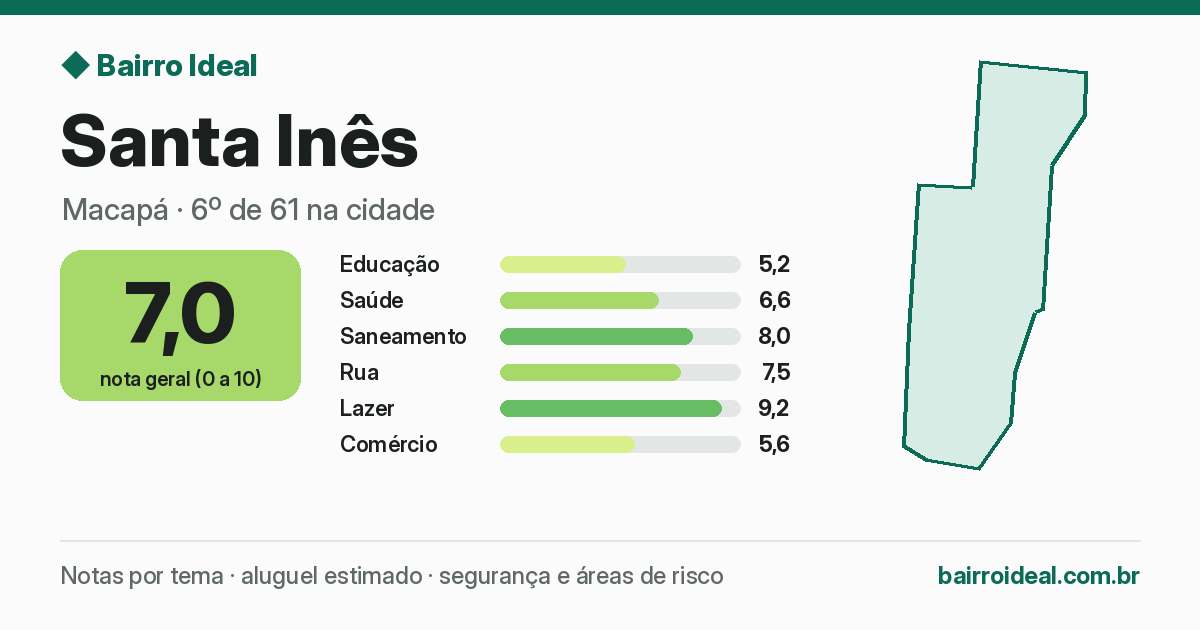 Bairro Ideal
Santa Inês
Macapá · 6º de 61 na cidade
7,0
nota geral (0 a 10)
Educação 5,2
Saúde 6,6
Saneamento 8,0
Rua 7,5
Lazer 9,2
Comércio 5,6
Notas por tema · aluguel estimado · segurança e áreas de risco
bairroideal.com.br